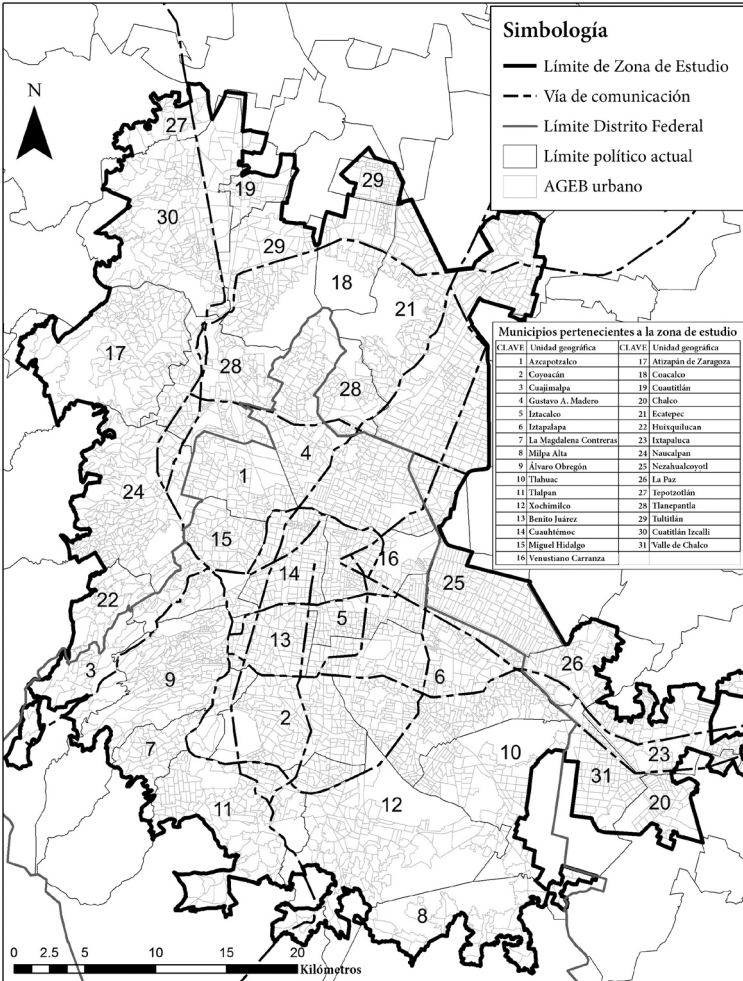 Simbología
Límite de Zona de Estudio
Vía de comunicación
Límite Distrito Federal
Límite político actual
AGEB urbano
N
27
19
29
30
29
18
21
17
28
28
4
1
24
15
16
14
25
22
5
13
26
3
9
6
2
7
10
23
31
11
12
20
8
Municipios pertenecientes a la zona de estudio
CLAVE Unidad geográfica CLAVE Unidad geográfica
1 Azcapotzalco 17 Atizapán de Zaragoza
2 Coyoacán 18 Coacalco
3 Cuajimalpa 19 Cuautitlán
4 Gustavo A. Madero 20 Chalco
5 Iztacalco 21 Ecatepec
6 Iztapalapa 22 Huixquilucan
7 La Magdalena Contreras 23 Ixtapaluca
8 Milpa Alta 24 Naucalpan
9 Álvaro Obregón 25 Nezahualcoyotl
10 Tlahuac 26 La Paz
11 Tlalpan 27 Tepotzotlán
12 Xochimilco 28 Tlanepantla
13 Benito Juárez 29 Tultitlán
14 Cuauhtémoc 30 Cuatitlán Izcalli
15 Miguel Hidalgo 31 Valle de Chalco
16 Venustiano Carranza
0 2.5 5 10 15 20
Kilómetros